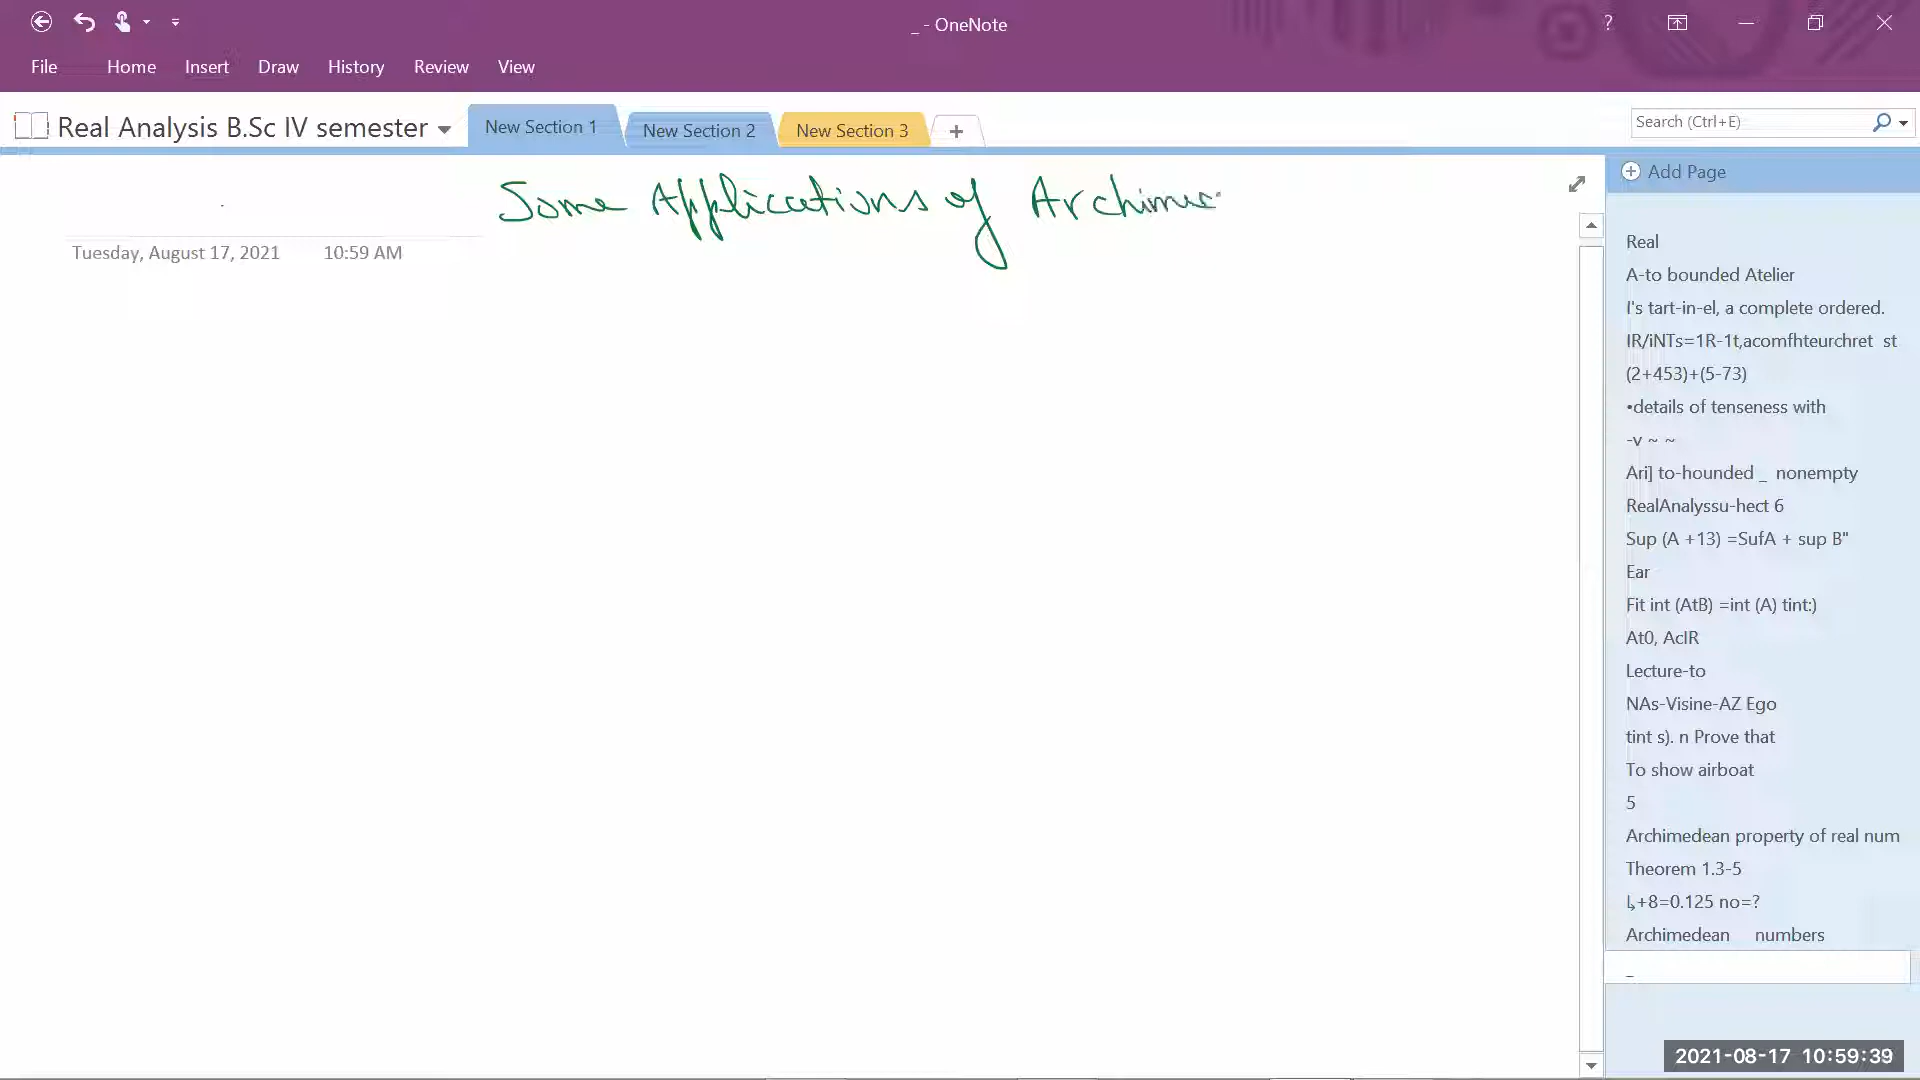 _ - OneNote
?
File Home Insert Draw History Review View
Real Analysis B.Sc IV semester
New Section 1 New Section 2 New Section 3 +
Search (Ctrl+E)
Some Applications of Archime
Tuesday, August 17, 2021 10:59 AM
Add Page
Real
A-to bounded Atelier
I's tart-in-el, a complete ordered.
IR/iNTs=1R-1t,acomfhteurchret st
(2+453)+(5-73)
•details of tenseness with
-v ~ ~
Ari] to-hounded _ nonempty
RealAnalyssu-hect 6
Sup (A +13) =SufA + sup B"
Ear
Fit int (AtB) =int (A) tint:)
At0, AcIR
Lecture-to
NAs-Visine-AZ Ego
tint s). n Prove that
To show airboat
5
Archimedean property of real num
Theorem 1.3-5
+8=0.125 no=?
Archimedean numbers
_
2021-08-17 10:59:39